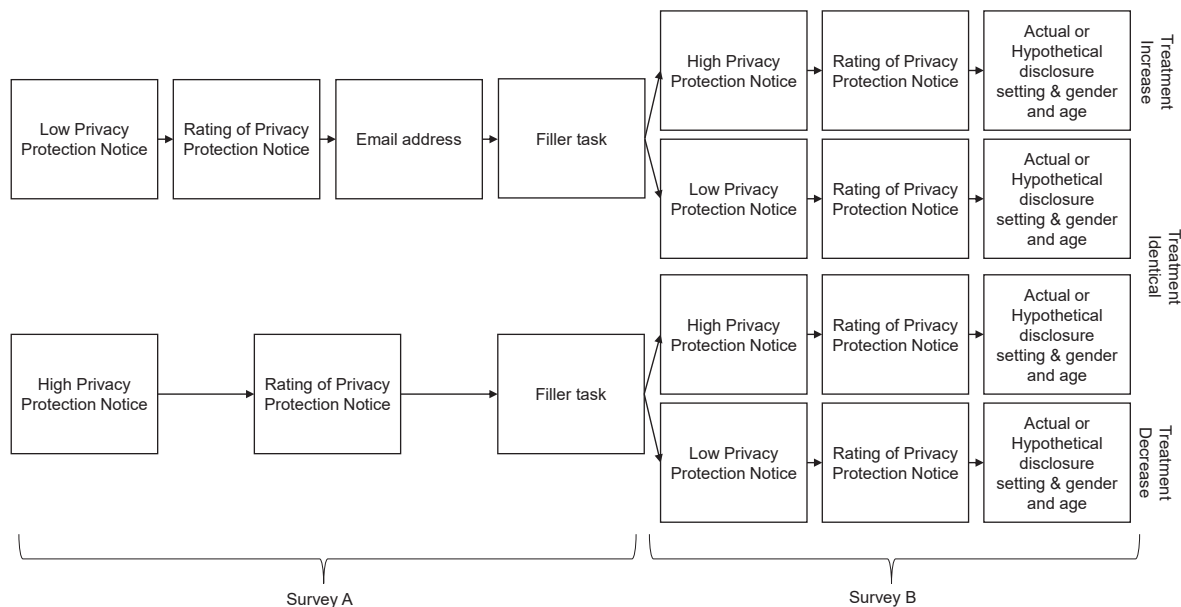 Low Privacy
Protection Notice
Rating of Privacy
Protection Notice
Email address
Filler task
High Privacy
Protection Notice
Rating of Privacy
Protection Notice
Actual or
Hypothetical
disclosure
setting & gender
and age
Treatment
Increase
Low Privacy
Protection Notice
Rating of Privacy
Protection Notice
Actual or
Hypothetical
disclosure
setting & gender
and age
Treatment
Identical
High Privacy
Protection Notice
Rating of Privacy
Protection Notice
Filler task
High Privacy
Protection Notice
Rating of Privacy
Protection Notice
Actual or
Hypothetical
disclosure
setting & gender
and age
Low Privacy
Protection Notice
Rating of Privacy
Protection Notice
Actual or
Hypothetical
disclosure
setting & gender
and age
Treatment
Decrease
Survey A
Survey B